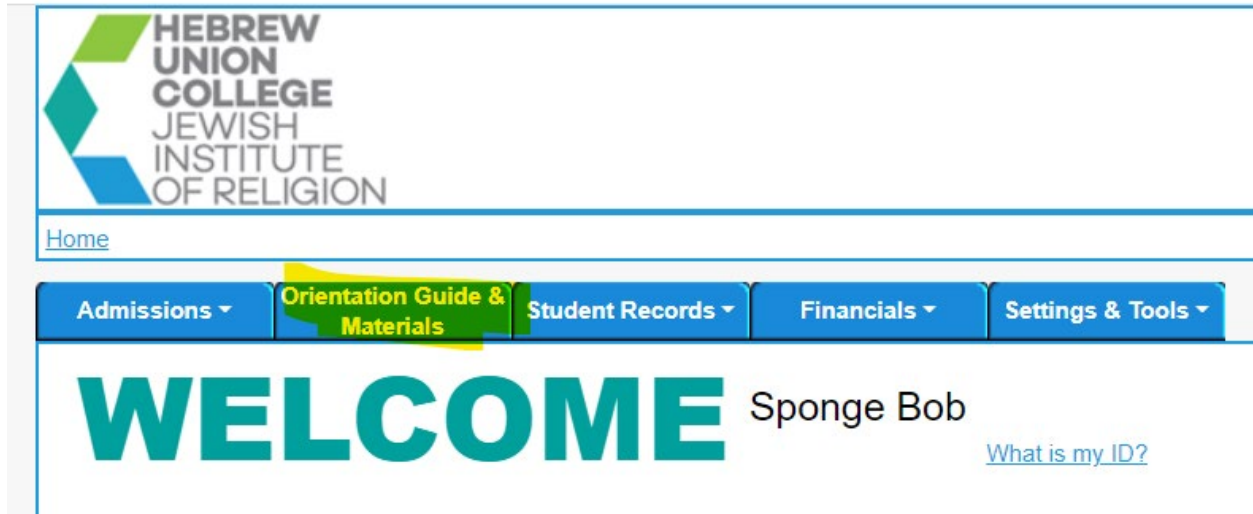 HEBREW
UNION
COLLEGE
JEWISH
INSTITUTE
OF RELIGION
Home
Admissions
Orientation Guide &
Materials
Student Records
Financials
Settings & Tools
WELCOME Sponge Bob
What is my ID?